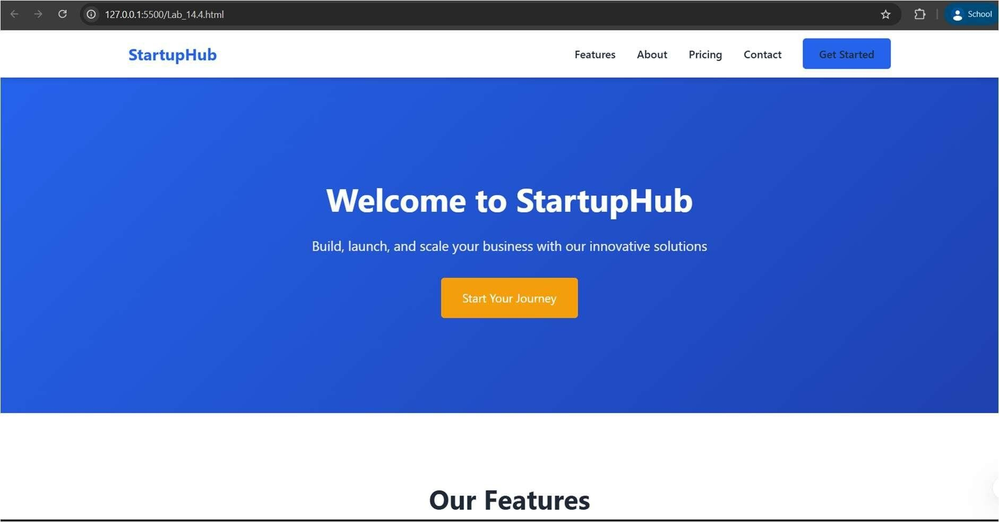 127.0.0.1:5500/Lab_14.4.html
School
StartupHub
Features
About
Pricing
Contact
Get Started
Welcome to StartupHub
Build, launch, and scale your business with our innovative solutions
Start Your Journey
Our Features